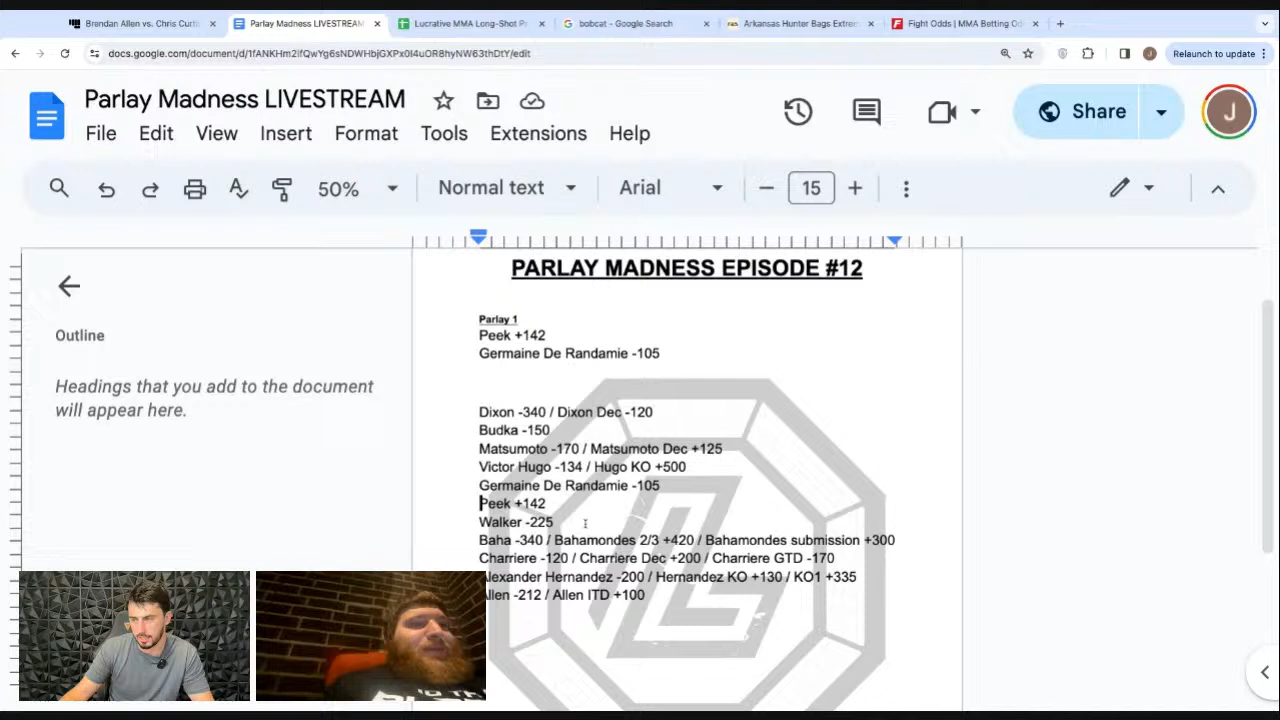 Brendan Allen vs. Chris Curti
Parlay Madness LIVESTREAM
Lucrative MMA Long-Shot Pr
bobcat - Google Search
Arkansas Hunter Bags Extrem
Fight Odds | MMA Betting Od
docs.google.com/document/d/1fANKHm2IfQwYg6sNDWHbjGXPx0I4uOR8hyNW63thDtY/edit
Relaunch to update
Parlay Madness LIVESTREAM
File Edit View Insert Format Tools Extensions Help
Share
J
50%
Normal text
Arial
15
PARLAY MADNESS EPISODE #12
Outline
Headings that you add to the document
will appear here.
Parlay 1
Peek +142
Germaine De Randamie -105
Dixon -340 / Dixon Dec -120
Budka -150
Matsumoto -170 / Matsumoto Dec +125
Victor Hugo -134 / Hugo KO +500
Germaine De Randamie -105
Peek +142
Walker -225
Baha -340 / Bahamondes 2/3 +420 / Bahamondes submission +300
Charriere -120 / Charriere Dec +200 / Charriere GTD -170
Alexander Hernandez -200 / Hernandez KO +130 / KO1 +335
Allen -212 / Allen ITD +100